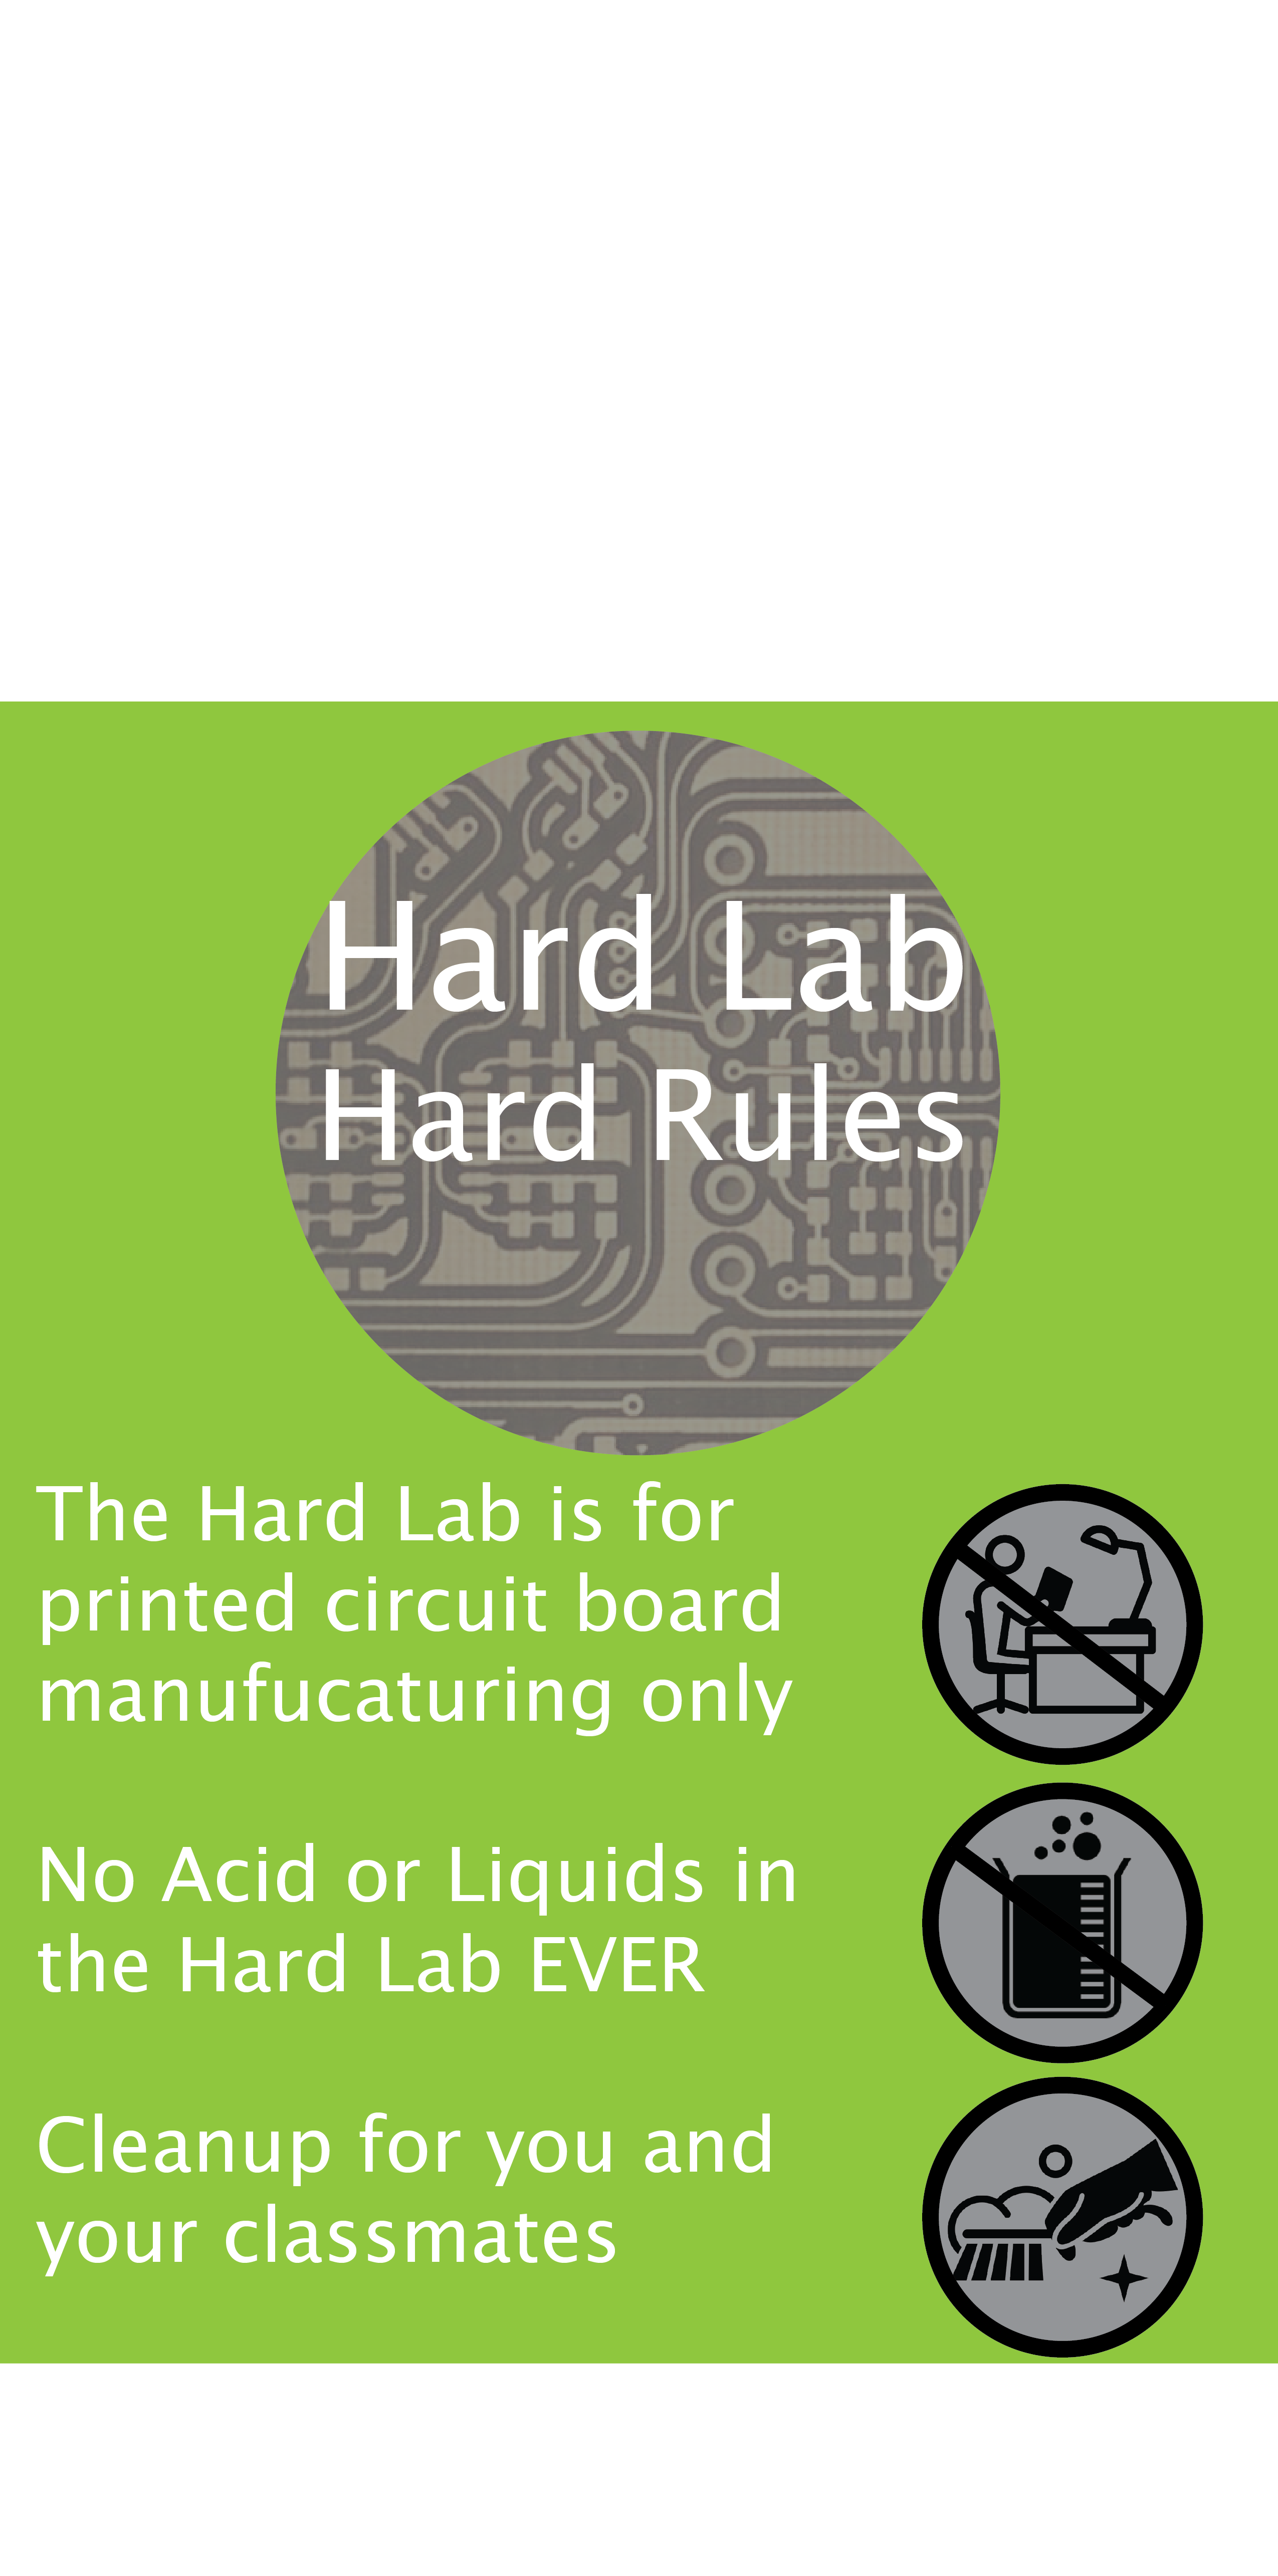 Hard Lab
Hard Rules
The Hard Lab is for
printed circuit board
manufucaturing only
No Acid or Liquids in
the Hard Lab EVER
Cleanup for you and
your classmates